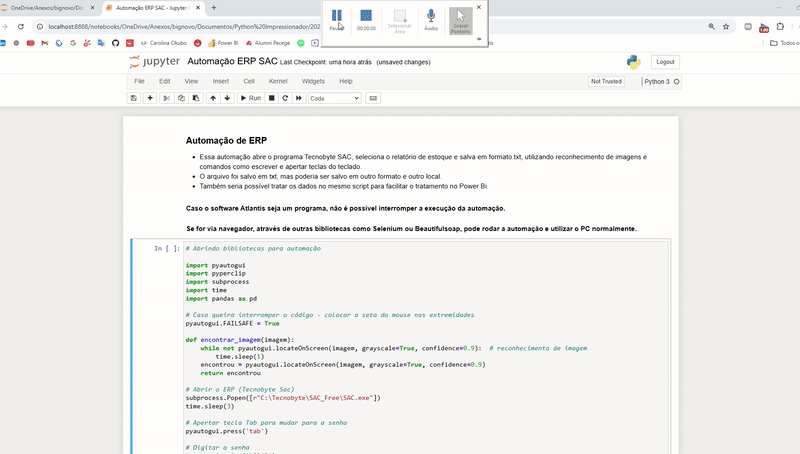 OneDrive/Anexos/bignovo/Docum
Automação ERP SAC - Jupyter
localhost:8888/notebooks/OneDrive/Anexos/bignovo/Documentos/Python%20Impressionador/202
Carolina Okubo
Power BI
Alumni Pecege
Todos o
00:00:00
Selecionar Área
Áudio
Gravar Ponteiro
jupyter Automação ERP SAC Last Checkpoint: uma hora atrás (unsaved changes)
Logout
File Edit View Insert Cell Kernel Widgets Help
Not Trusted
Python 3
Run
Code
Automação de ERP
Essa automação abre o programa Tecnobyte SAC, seleciona o relatório de estoque e salva em formato txt, utilizando reconhecimento de imagens e
comandos como escrever e apertar teclas do teclado.
O arquivo foi salvo em txt, mas poderia ser salvo em outro formato e outro local.
Também seria possível tratar os dados no mesmo script para facilitar o tratamento no Power Bi.
Caso o software Atlantis seja um programa, não é possível interromper a execução da automação.
Se for via navegador, através de outras bibliotecas como Selenium ou Beautifulsoap, pode rodar a automação e utilizar o PC normalmente.
In [ ]: # Abrindo bibliotecas para automação
import pyautogui
import pyperclip
import subprocess
import time
import pandas as pd
# Caso queira interromper o código - colocar a seta do mouse nas extremidades
pyautogui.FAILSAFE = True
def encontrar_imagem(imagem):
while not pyautogui.locateOnScreen(imagem, grayscale=True, confidence=0.9): # reconhecimento de imagem
time.sleep(1)
encontrou = pyautogui.locateOnScreen(imagem, grayscale=True, confidence=0.9)
return encontrou
# Abrir o ERP (Tecnobyte Sac)
subprocess.Popen([r"C:\Tecnobyte\SAC_Free\SAC.exe"])
time.sleep(3)
# Apertar tecla Tab para mudar para a senha
pyautogui.press('tab')
# Digitar a senha